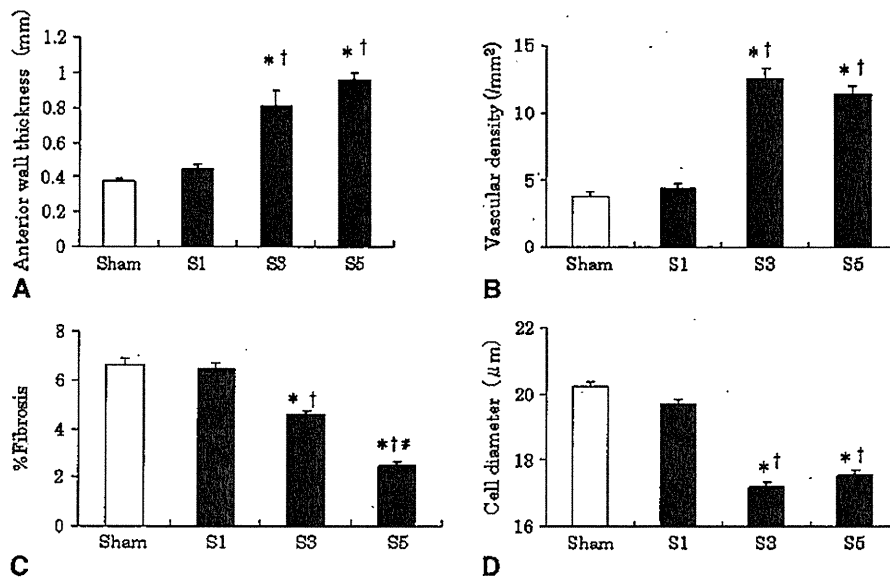 Anterior wall thickness (mm)
1.2
1
0.8
0.6
0.4
0.2
0
* †
* †
Sham S1 S3 S5
A
Vascular density(/mm²)
15
10
5
0
* †
* †
Sham S1 S3 S5
B
%Fibrosis
8
6
4
2
0
* †
*†≠
Sham S1 S3 S5
C
Cell diameter (μm)
22
20
18
16
* †
* †
Sham S1 S3 S5
D